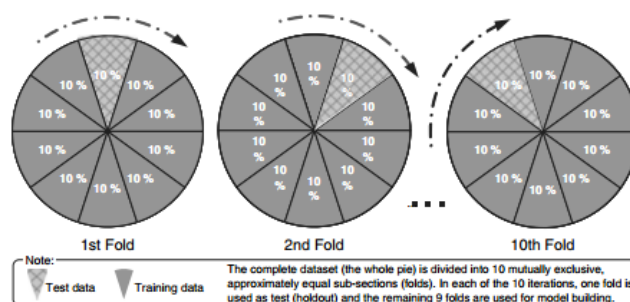 10 % 10 % 10 %
10 % 10 %
10 % 10 %
10 % 10 % 10 %
10 % 10 % 10 %
10 % 10 %
10 % 10 %
10 % 10 % 10 %
10 % 10 % 10 %
10 % 10 %
10 % 10 %
10 % 10 % 10 %
1st Fold
2nd Fold
10th Fold
Note:
Test data
Training data
The complete dataset (the whole pie) is divided into 10 mutually exclusive,
approximately equal sub-sections (folds). In each of the 10 iterations, one fold is
used as test (holdout) and the remaining 9 folds are used for model building.